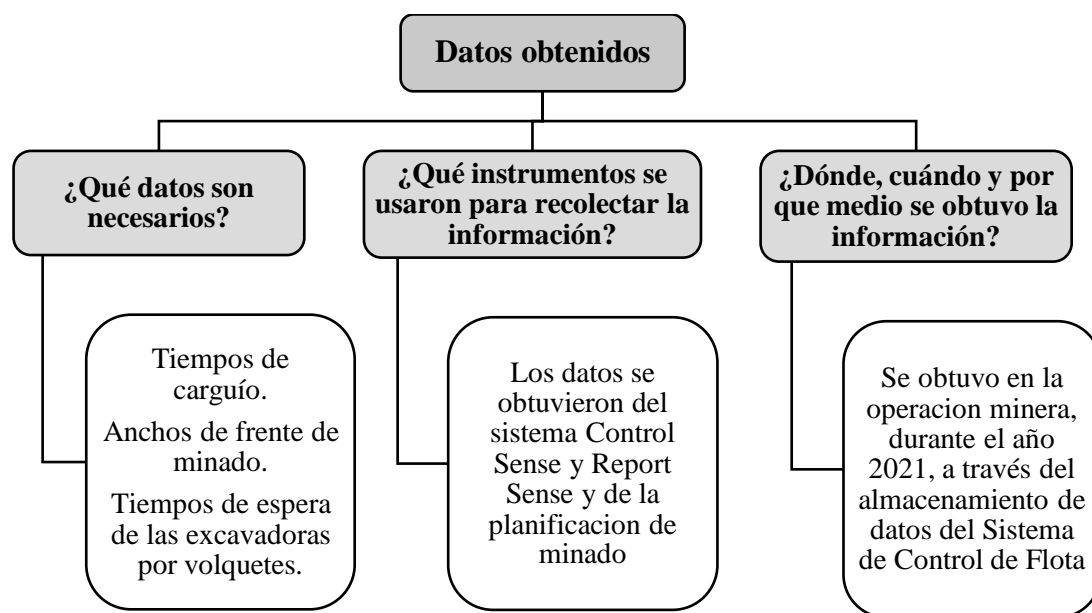 Datos obtenidos
¿Qué datos son
necesarios?
Tiempos de
carguío.
Anchos de frente de
minado.
Tiempos de espera
de las excavadoras
por volquetes.
¿Qué instrumentos se
usaron para recolectar la
información?
Los datos se
obtuvieron del
sistema Control
Sense y Report
Sense y de la
planificacion de
minado
¿Dónde, cuándo y por
que medio se obtuvo la
información?
Se obtuvo en la
operacion minera,
durante el año
2021, a través del
almacenamiento de
datos del Sistema
de Control de Flota